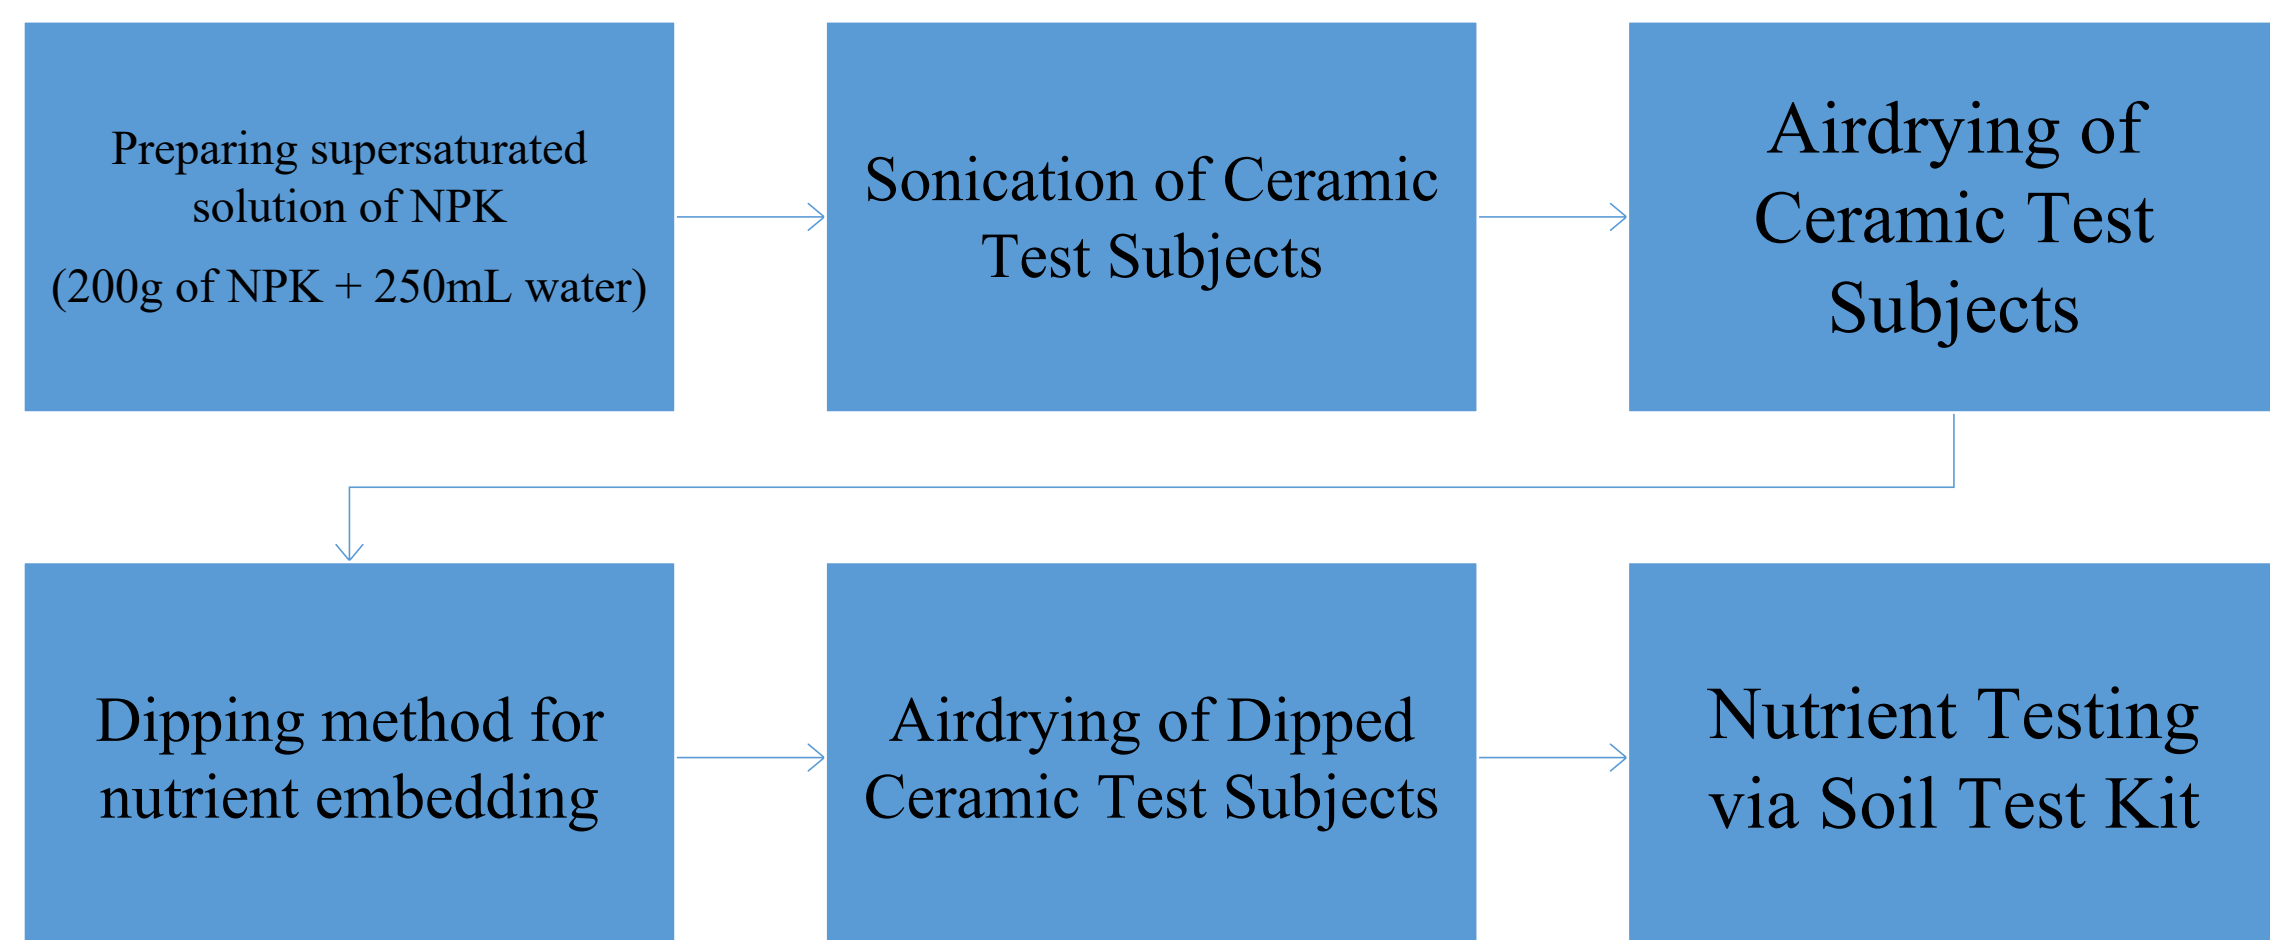 Preparing supersaturated
solution of NPK
(200g of NPK + 250mL water)
Sonication of Ceramic
Test Subjects
Airdrying of
Ceramic Test
Subjects
Dipping method for
nutrient embedding
Airdrying of Dipped
Ceramic Test Subjects
Nutrient Testing
via Soil Test Kit